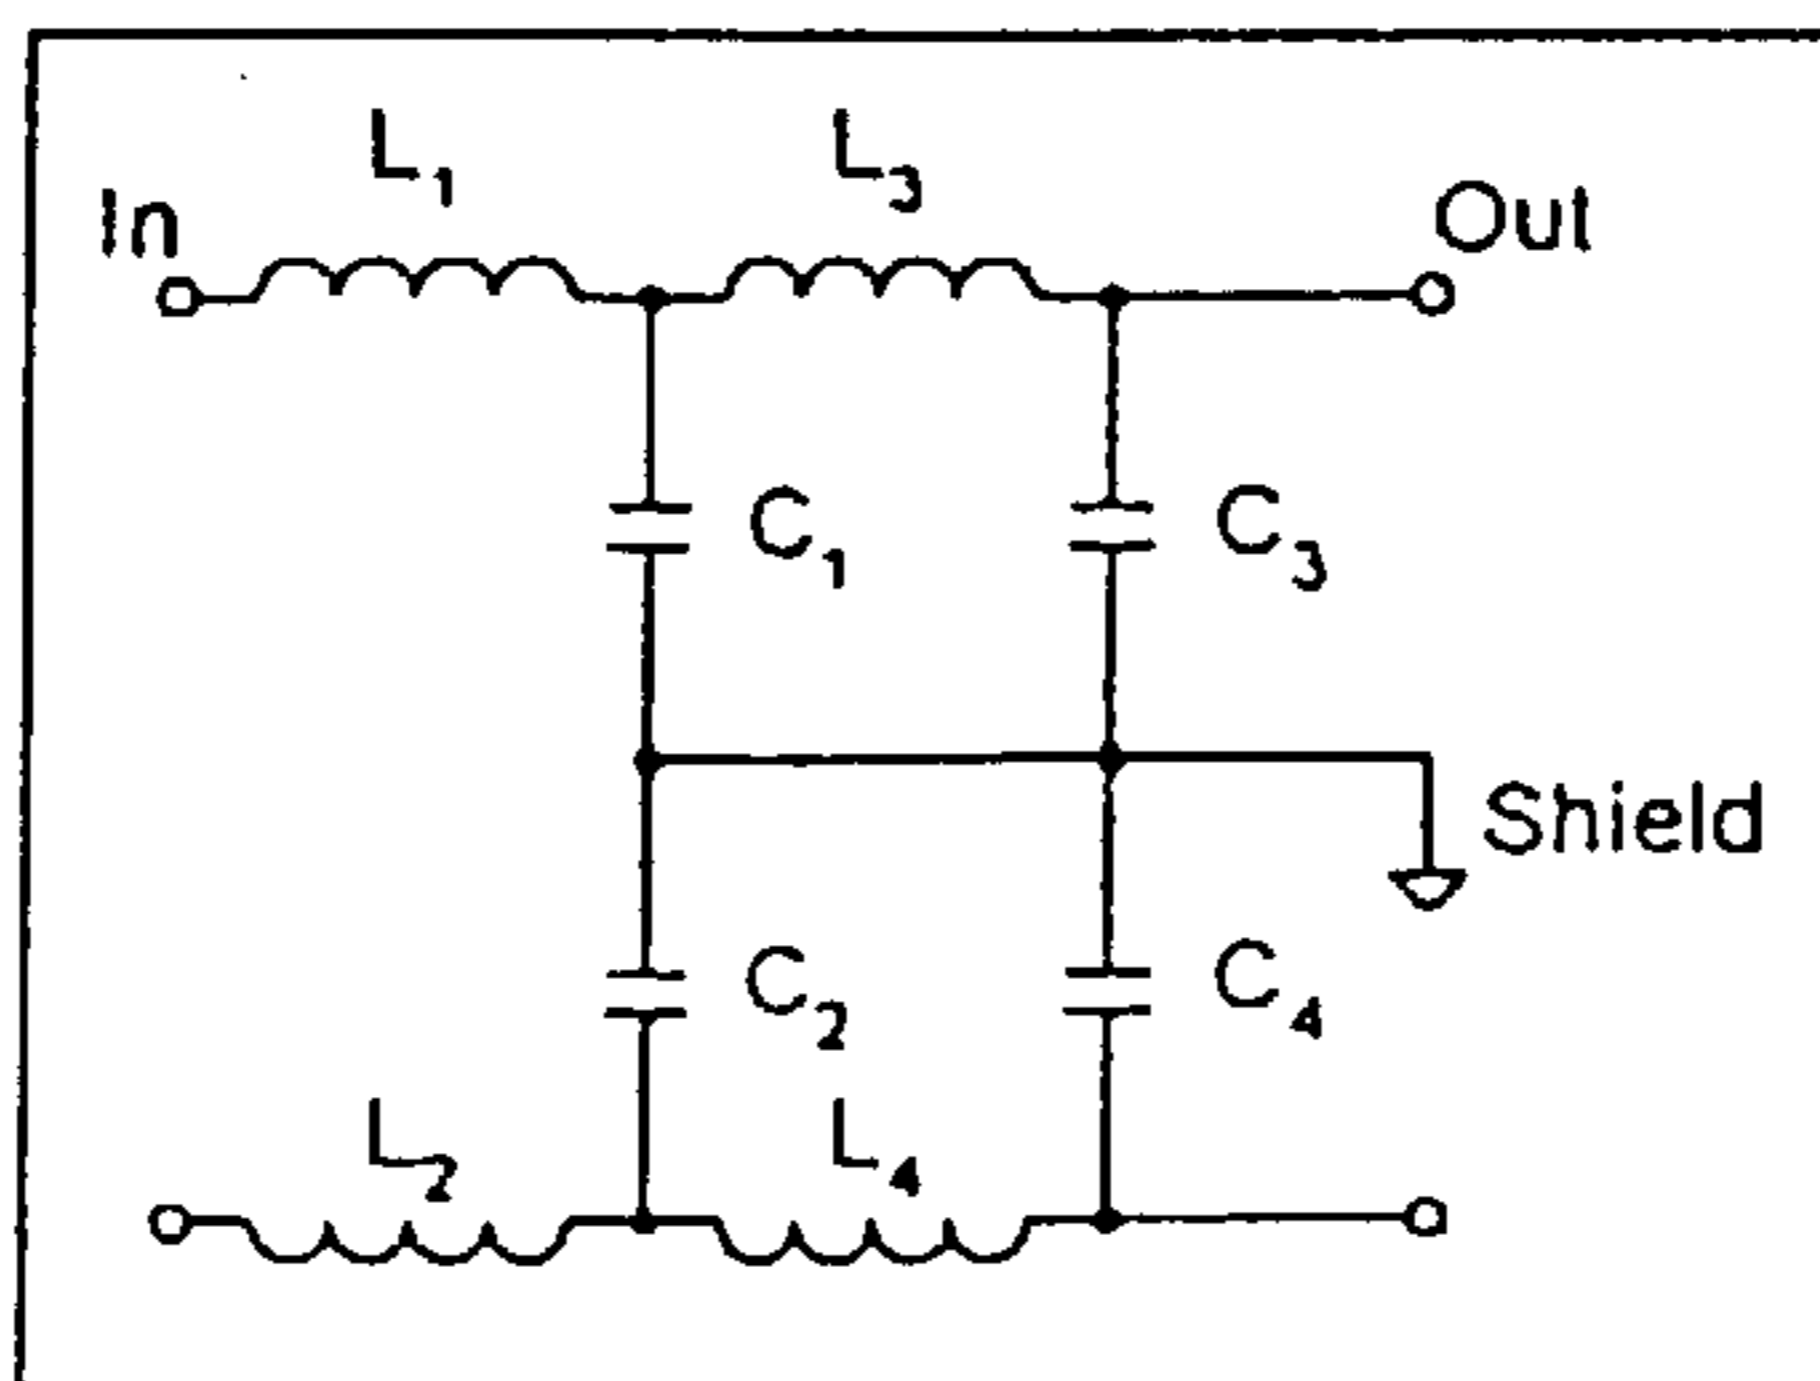 L₁ L₃
In Out
C₁ C₃
Shield
C₂ C₄
L₂ L₄